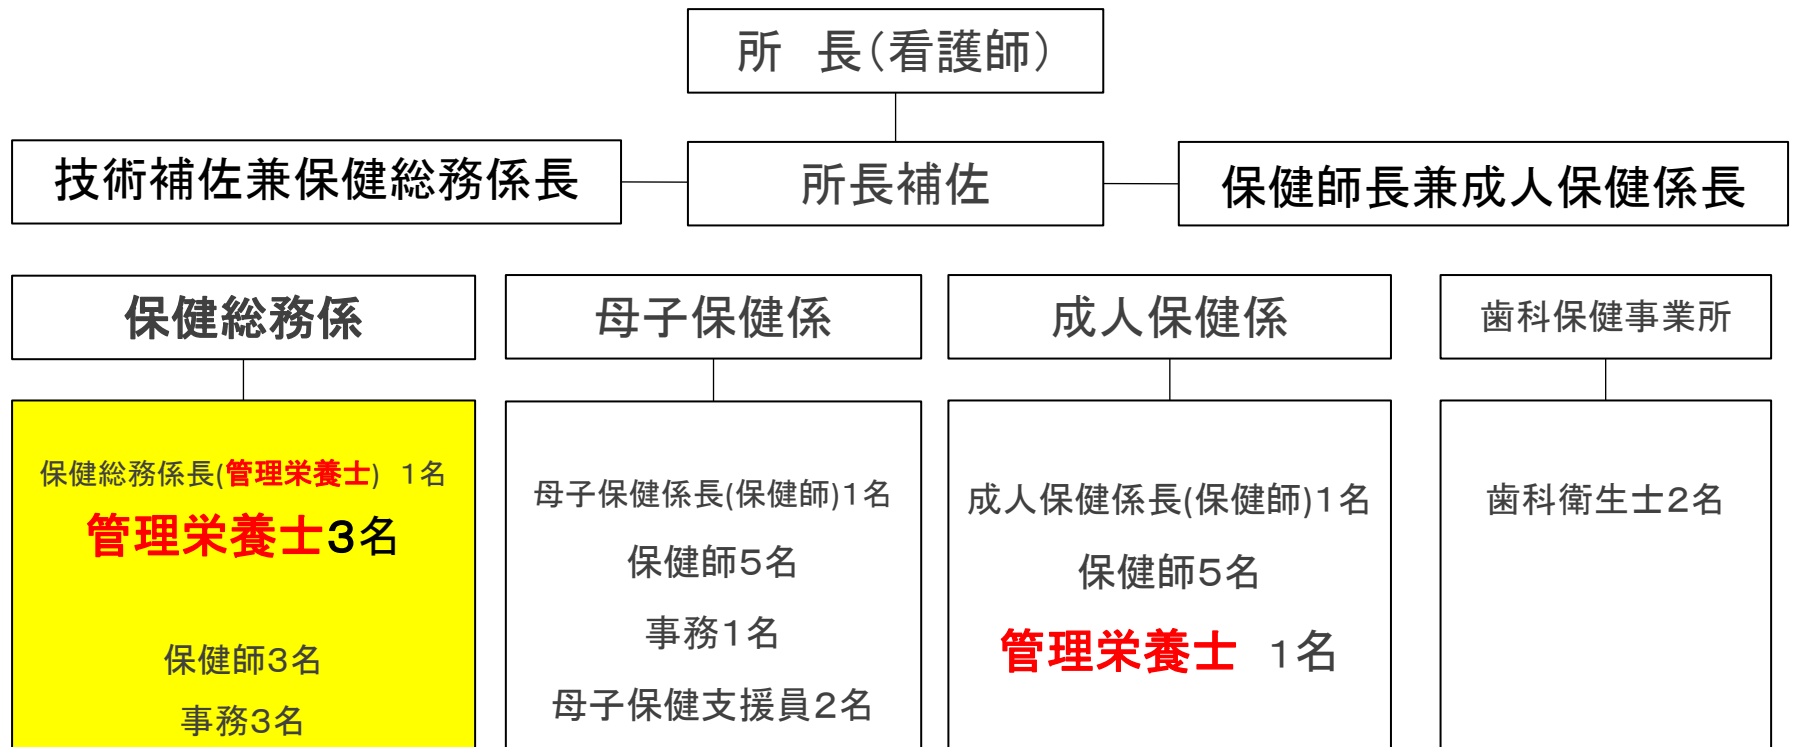 所　長(看護師)
技術補佐兼保健総務係長
所長補佐
保健師長兼成人保健係長
保健総務係
母子保健係
成人保健係
歯科保健事業所
保健総務係長(管理栄養士)　1名
管理栄養士3名
保健師3名
事務3名
母子保健係長(保健師)1名
保健師5名
事務1名
母子保健支援員2名
成人保健係長(保健師)1名
保健師5名
管理栄養士　1名
歯科衛生士2名